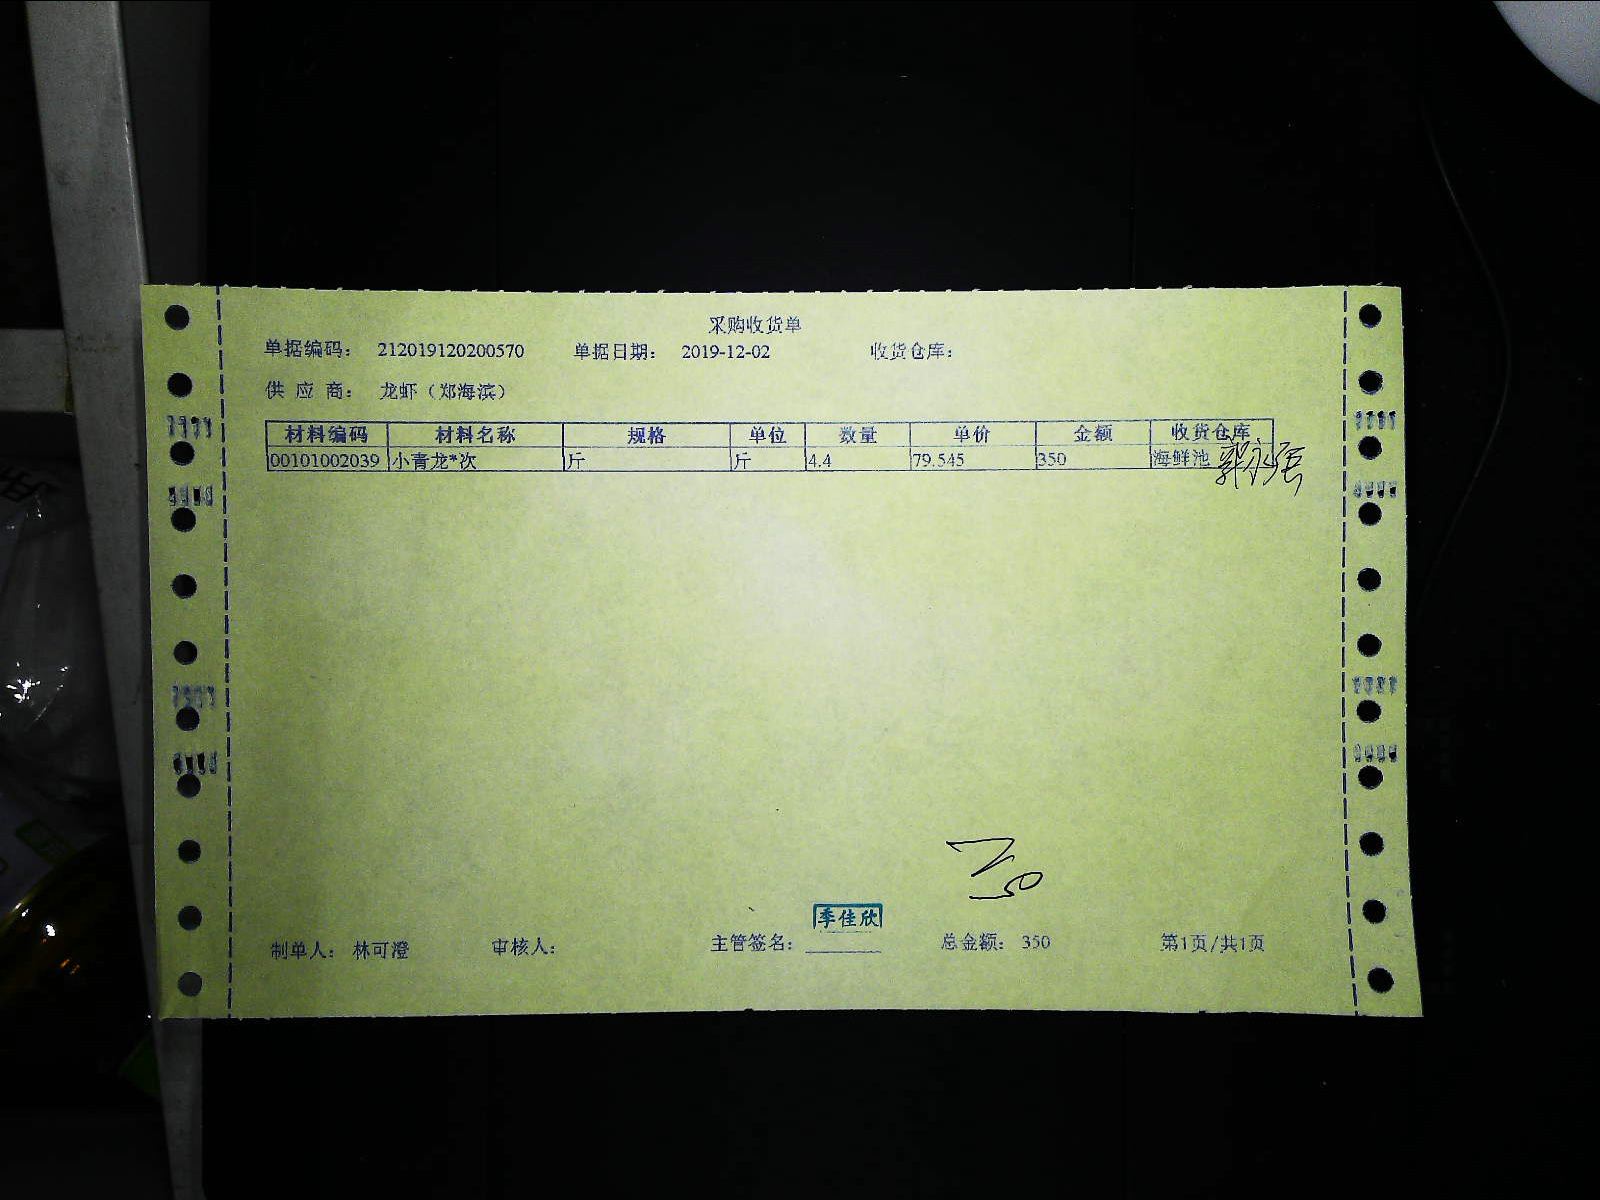 采购收货单
单据编码： 212019120200570 单据日期： 2019-12-02 收货仓库：
供 应 商： 龙虾（郑海滨）
材料编码 材料名称 规格 单位 数量 单价 金额 收货仓库
00101002039 小青龙*次 斤 斤 4.4 79.545 350 海鲜池
季佳欣
制单人： 林可澄 审核人： 主管签名： 总金额： 350 第1页/共1页